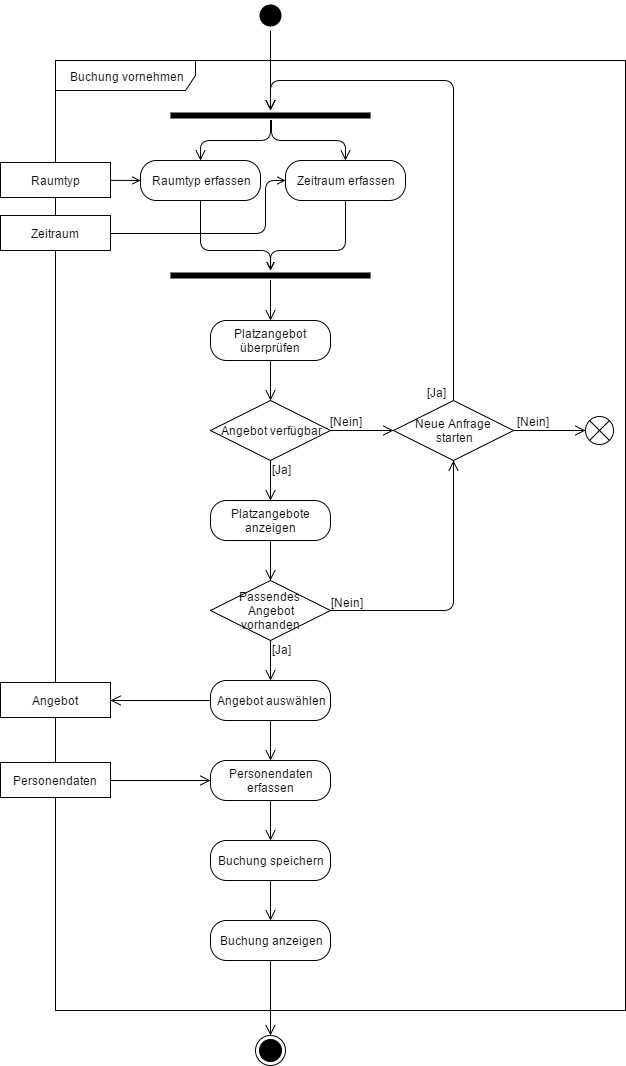 Buchung vornehmen
Raumtyp
Raumtyp erfassen
Zeitraum erfassen
Zeitraum
Platzangebot
überprüfen
[Ja]
Angebot verfügbar
[Nein]
Neue Anfrage
starten
[Nein]
[Ja]
Platzangebote
anzeigen
Passendes
Angebot
vorhanden
[Nein]
[Ja]
Angebot
Angebot auswählen
Personendaten
Personendaten
erfassen
Buchung speichern
Buchung anzeigen